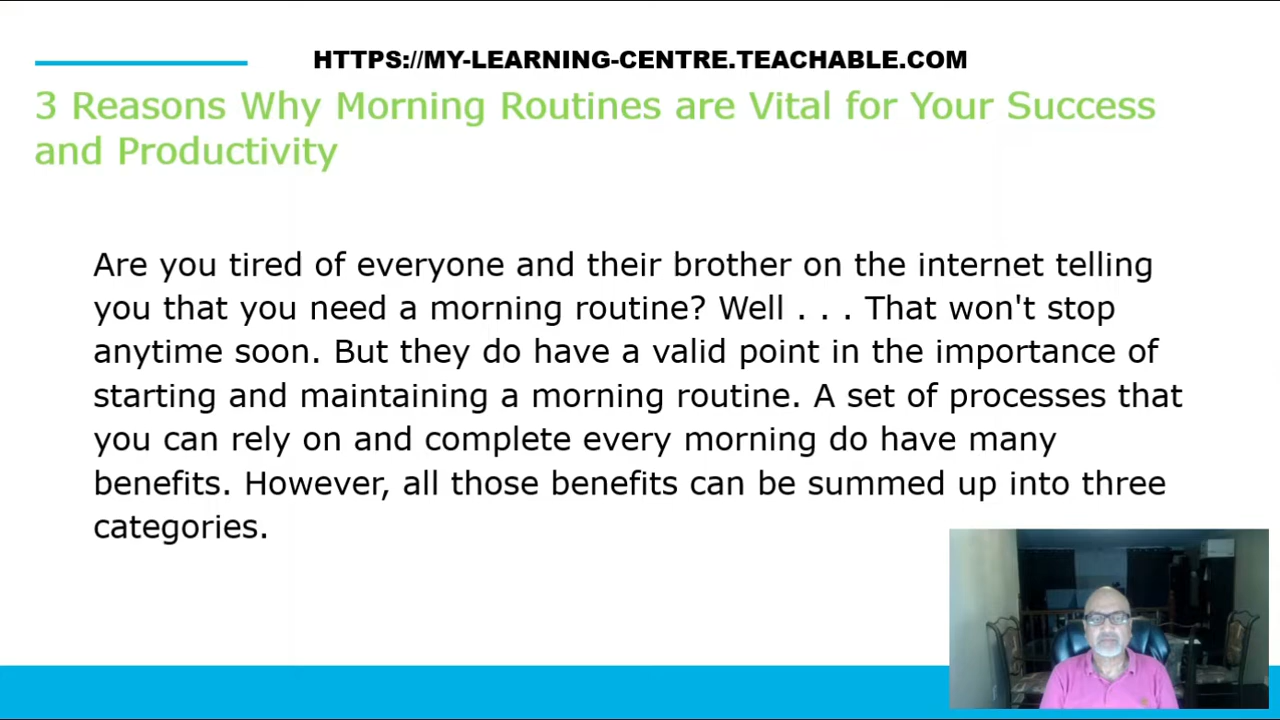 HTTPS://MY-LEARNING-CENTRE.TEACHABLE.COM
3 Reasons Why Morning Routines are Vital for Your Success
and Productivity
Are you tired of everyone and their brother on the internet telling
you that you need a morning routine? Well . . . That won't stop
anytime soon. But they do have a valid point in the importance of
starting and maintaining a morning routine. A set of processes that
you can rely on and complete every morning do have many
benefits. However, all those benefits can be summed up into three
categories.